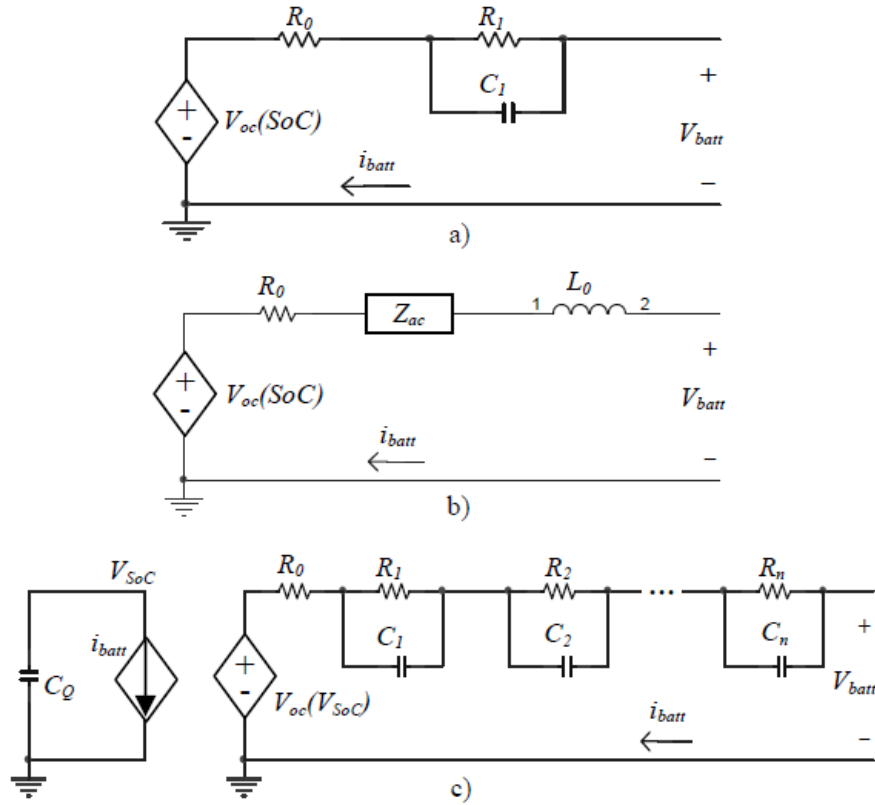 R0 R1
C1
+
- Voc(SoC)
+
Vbatt
−
ibatt
a)
R0 Zac 1 L0 2
+
- Voc(SoC)
+
Vbatt
−
ibatt
b)
VSoC
ibatt
CQ
R0 R1 R2 ... Rn
C1 C2 Cn
+
- Voc(VSoC)
+
Vbatt
−
ibatt
c)